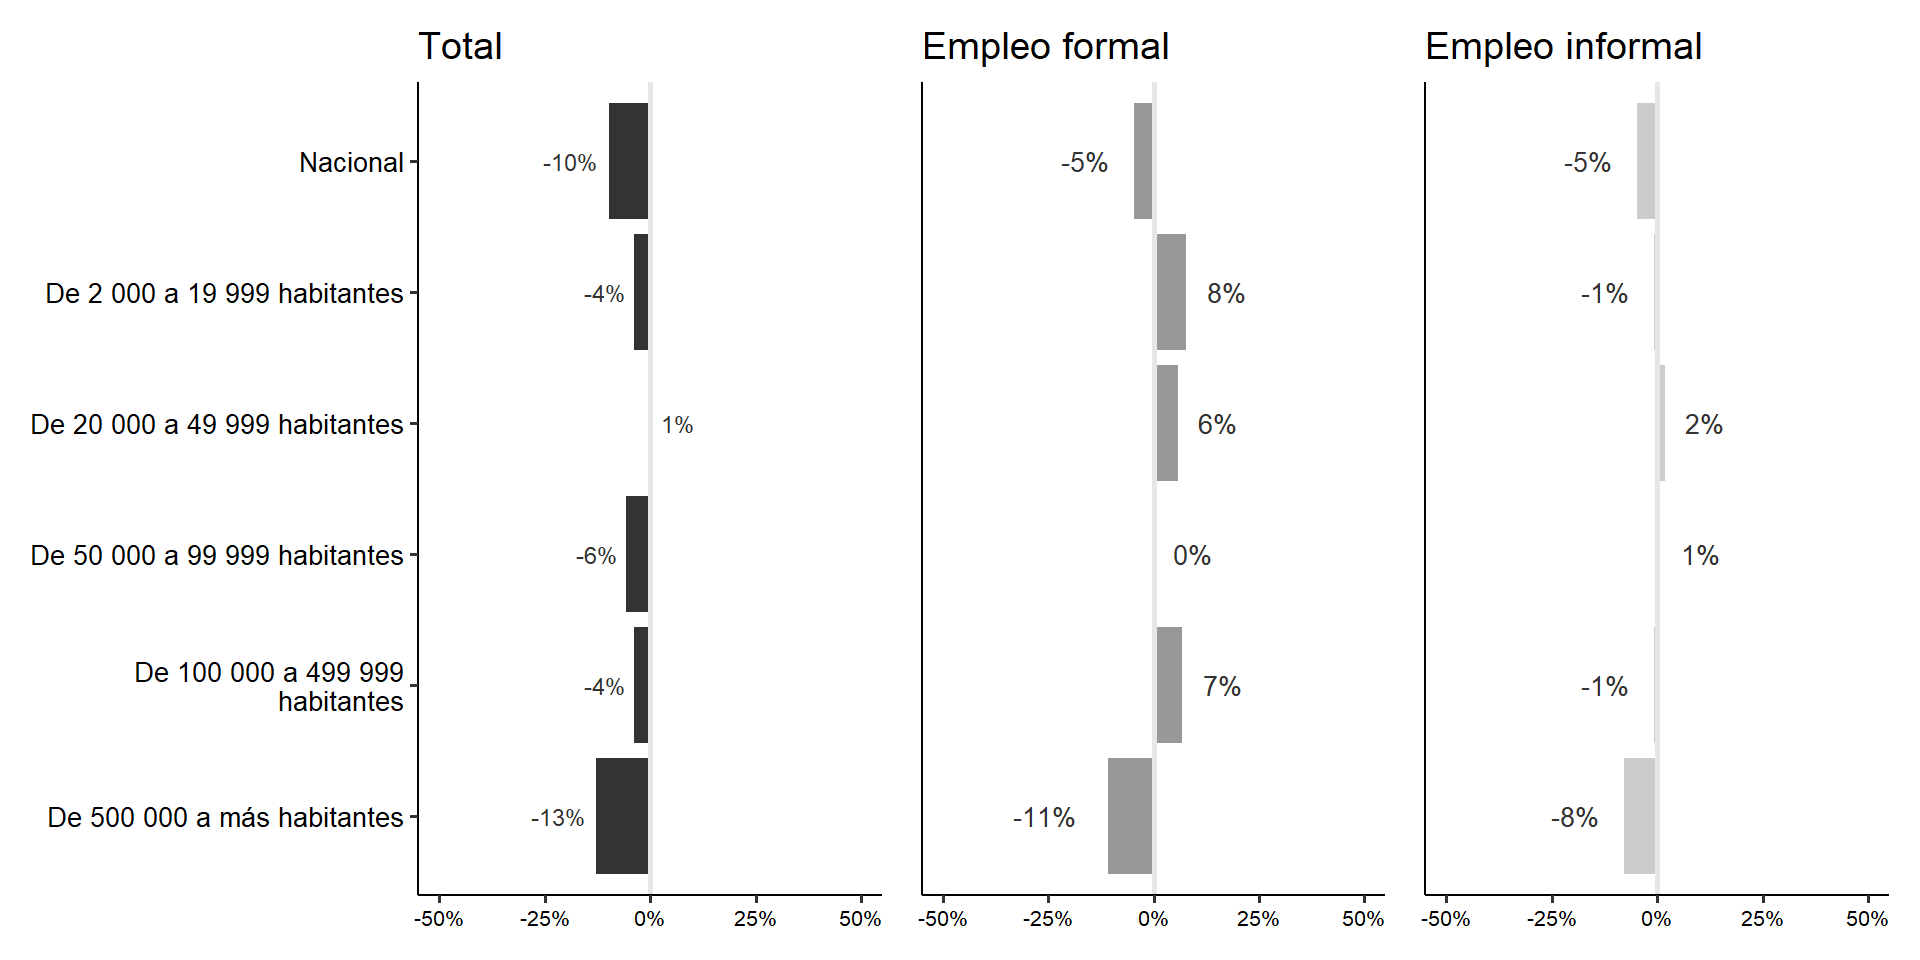 Total
Empleo formal
Empleo informal
Nacional
-10%
-5%
-5%
De 2 000 a 19 999 habitantes
-4%
8%
-1%
De 20 000 a 49 999 habitantes
1%
6%
2%
De 50 000 a 99 999 habitantes
-6%
0%
1%
De 100 000 a 499 999
habitantes
-4%
7%
-1%
De 500 000 a más habitantes
-13%
-11%
-8%
-50% -25% 0% 25% 50%
-50% -25% 0% 25% 50%
-50% -25% 0% 25% 50%